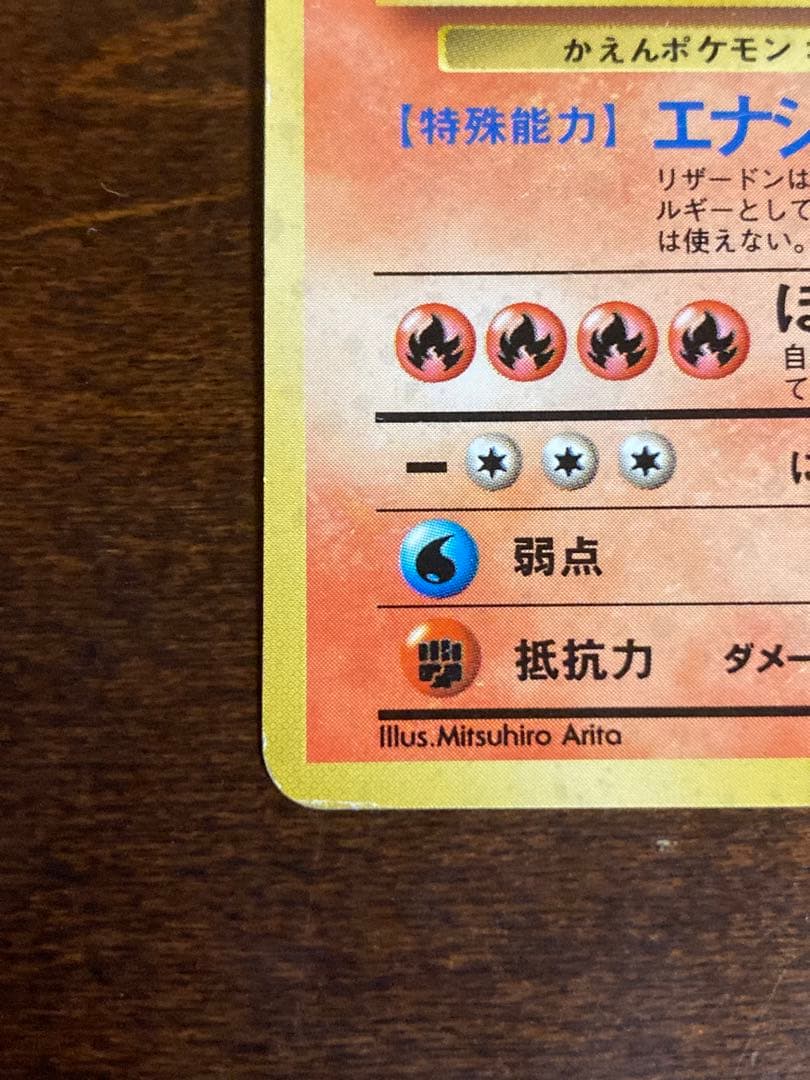 かえんポケモン
【特殊能力】 エナジ
リザードンは
ルギーとして
は使えない。
ほ
自
て
に
弱点
抵抗力 ダメー
Illus.Mitsuhiro Arita